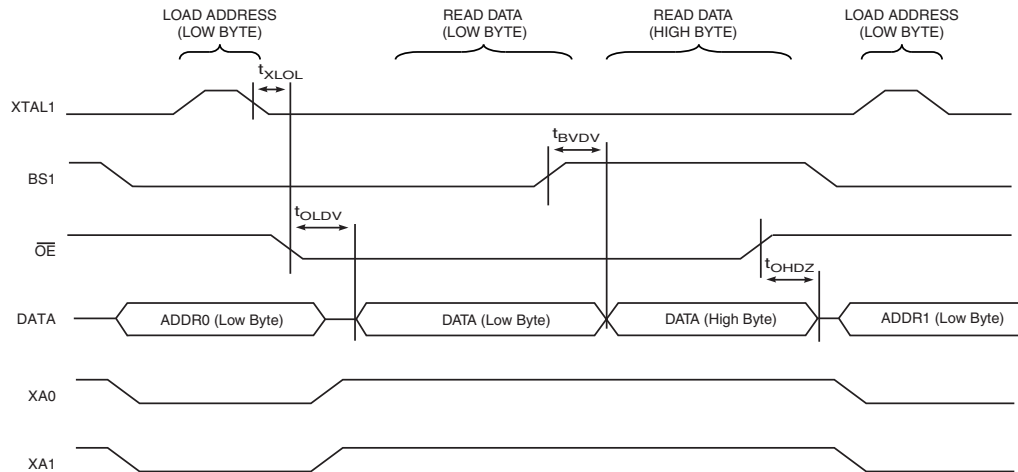 LOAD ADDRESS
(LOW BYTE)
READ DATA
(LOW BYTE)
READ DATA
(HIGH BYTE)
LOAD ADDRESS
(LOW BYTE)
tXLOL
XTAL1
tBVDV
BS1
tOLDV
OE
tOHDZ
DATA
ADDR0 (Low Byte)
DATA (Low Byte)
DATA (High Byte)
ADDR1 (Low Byte)
XA0
XA1